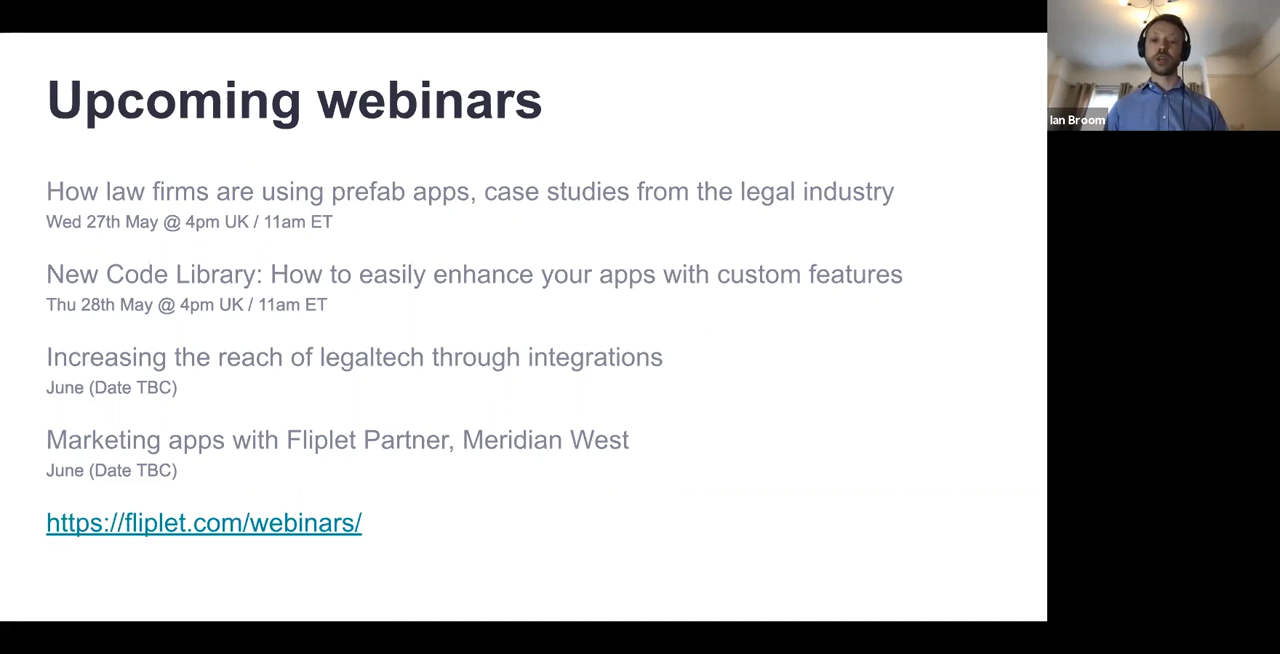 Upcoming webinars
How law firms are using prefab apps, case studies from the legal industry
Wed 27th May @ 4pm UK / 11am ET
New Code Library: How to easily enhance your apps with custom features
Thu 28th May @ 4pm UK / 11am ET
Increasing the reach of legaltech through integrations
June (Date TBC)
Marketing apps with Fliplet Partner, Meridian West
June (Date TBC)
https://fliplet.com/webinars/
Ian Broom